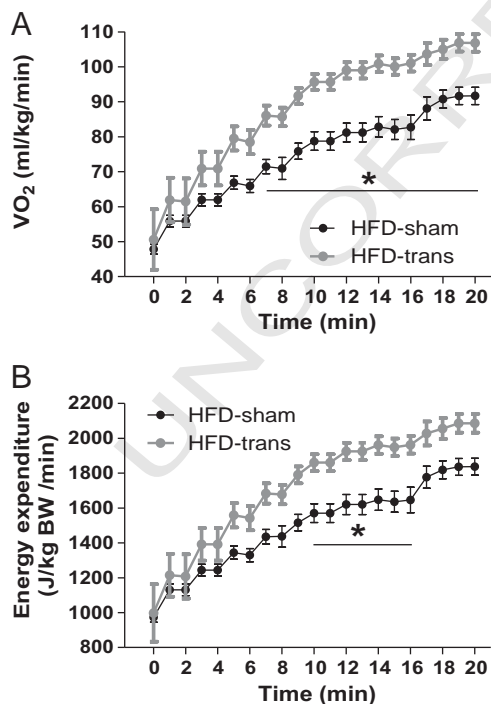 A
VO₂ (ml/kg/min)
110
100
90
80
70
60
50
40
*
HFD-sham
HFD-trans
0 2 4 6 8 10 12 14 16 18 20
Time (min)
B
Energy expenditure
(J/kg BW /min)
2200
2000
1800
1600
1400
1200
1000
800
HFD-sham
HFD-trans
*
0 2 4 6 8 10 12 14 16 18 20
Time (min)
UNCORR